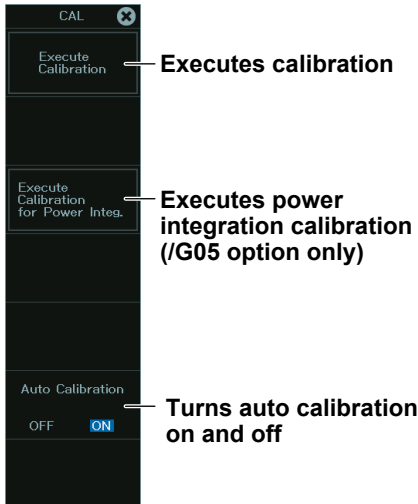 CAL
Execute
Calibration
Executes calibration
Execute
Calibration
for Power Integ.
Executes power
integration calibration
(/G05 option only)
Auto Calibration
OFF ON
Turns auto calibration
on and off